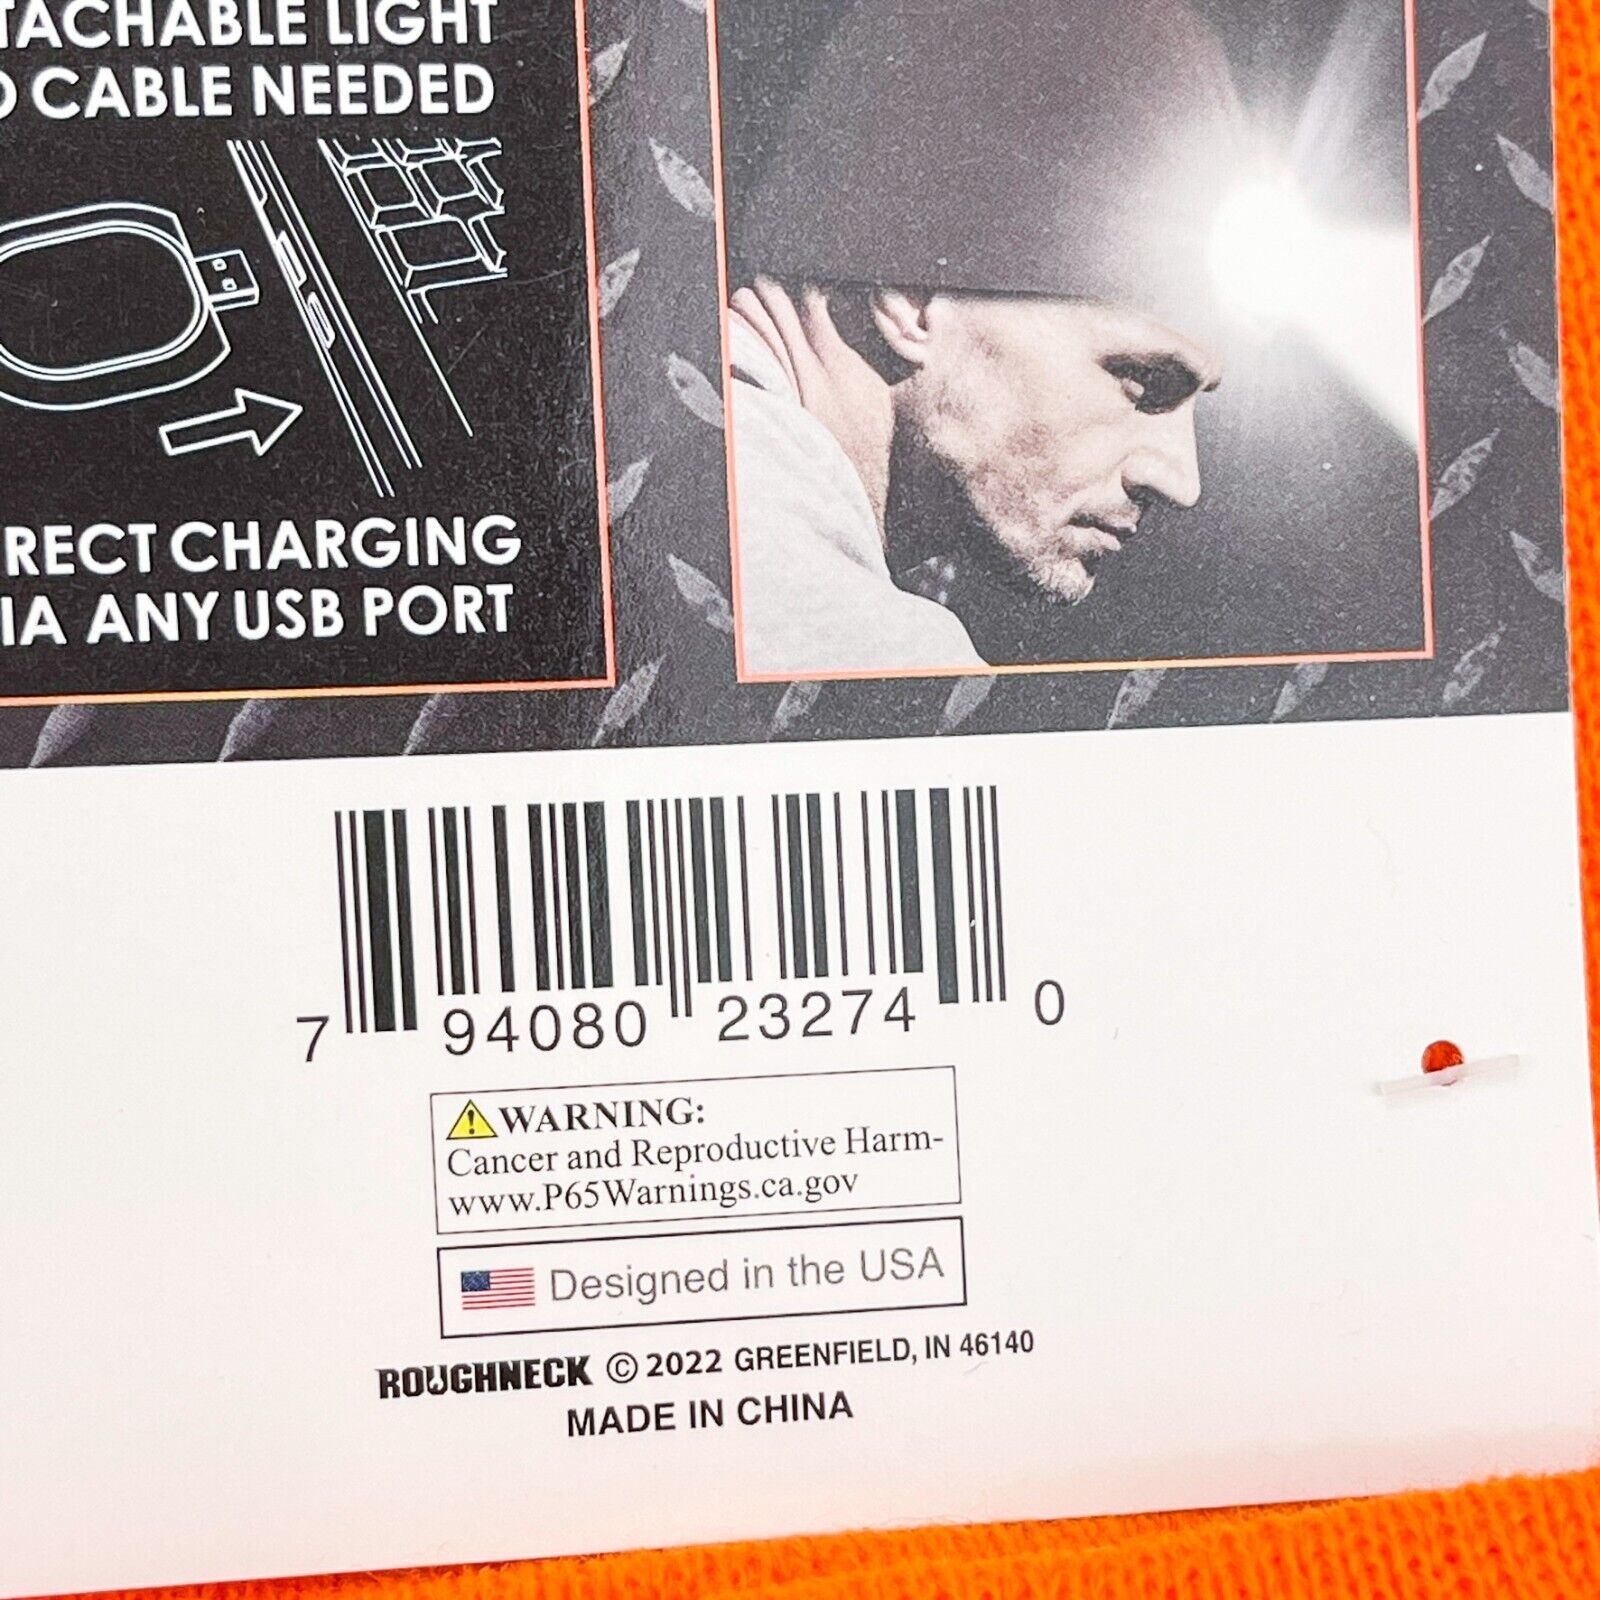 TACHABLE LIGHT
O CABLE NEEDED
RECT CHARGING
IA ANY USB PORT
7 94080 23274 0
WARNING:
Cancer and Reproductive Harm-
www.P65Warnings.ca.gov
Designed in the USA
ROUGHNECK © 2022 GREENFIELD, IN 46140
MADE IN CHINA